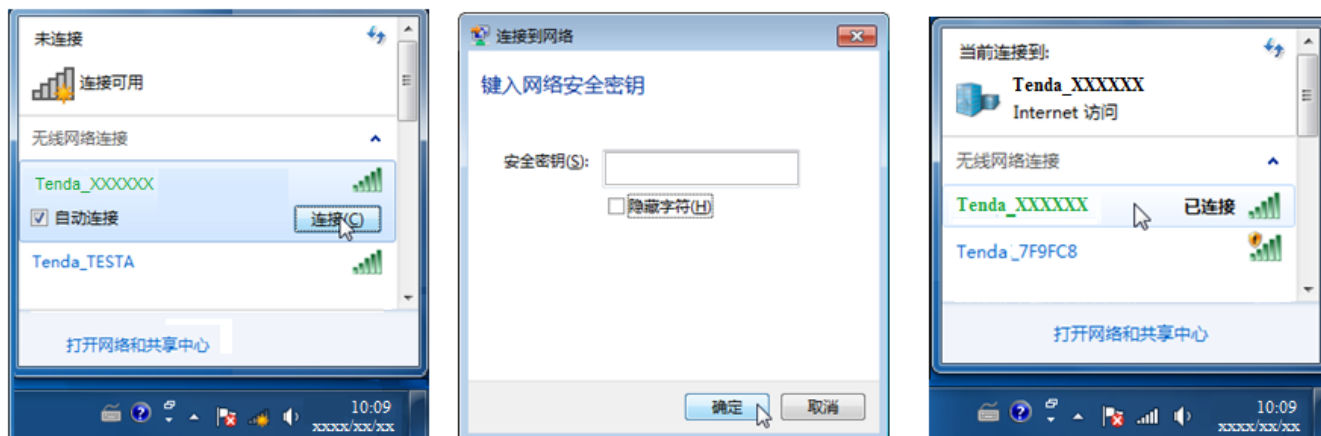 未连接
连接可用
无线网络连接
Tenda_XXXXXX
自动连接
连接(C)
Tenda_TESTA
打开网络和共享中心
10:09
xxxx/xx/xx
连接到网络
键入网络安全密钥
安全密钥(S):
隐藏字符(H)
确定
取消
当前连接到:
Tenda_XXXXXX
Internet 访问
无线网络连接
Tenda_XXXXXX 已连接
Tenda_7F9FC8
打开网络和共享中心
10:09
xxxx/xx/xx